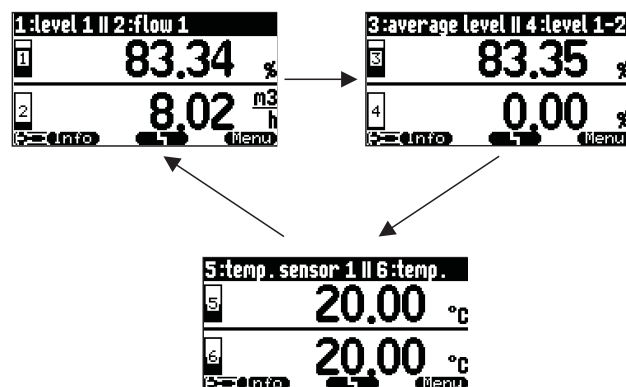 1:level 1 II 2:flow 1
1 83.34 %
2 8.02 m3/h
Info Menu
3:average level II 4:level 1-2
3 83.35 %
4 0.00 %
Info Menu
5:temp. sensor 1 II 6:temp.
5 20.00 °C
6 20.00 °C
Info Menu